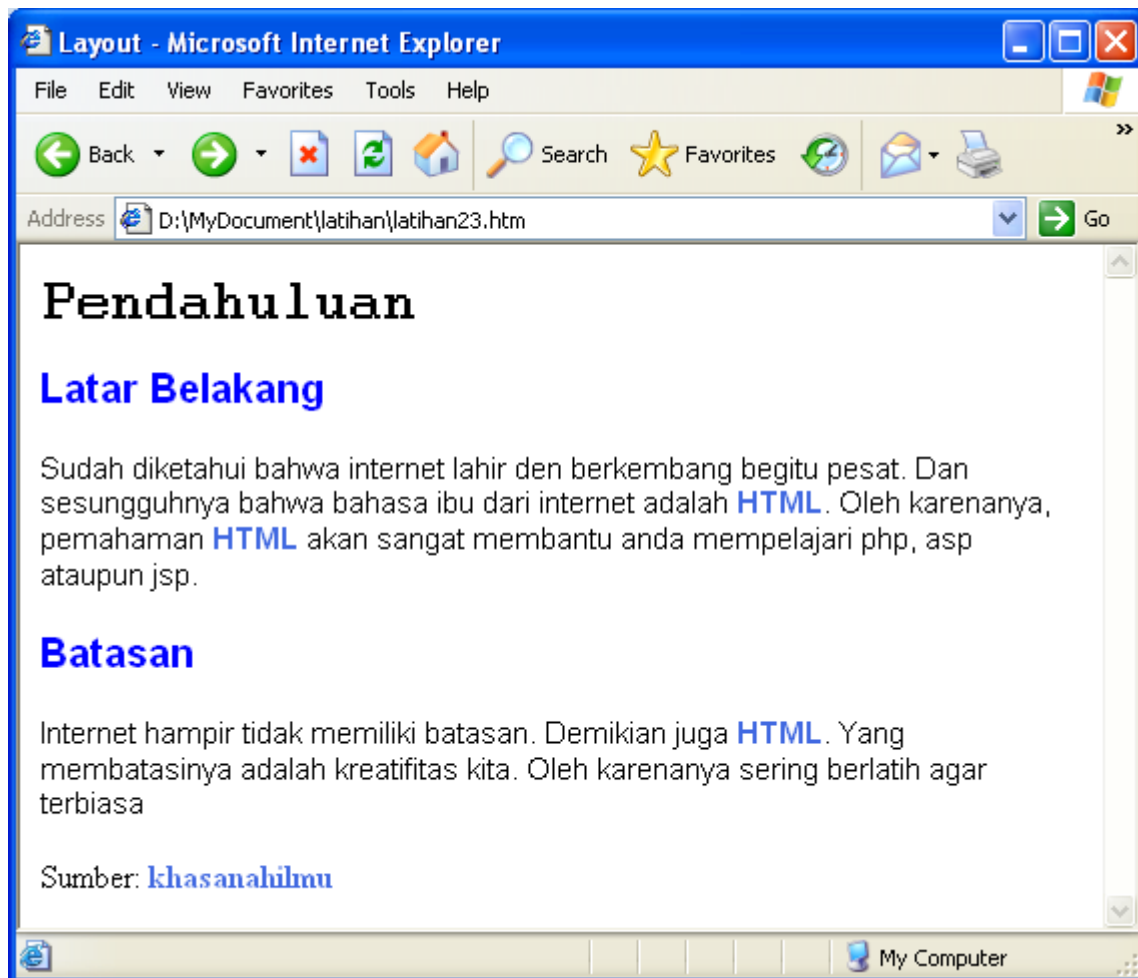 Layout - Microsoft Internet Explorer
File Edit View Favorites Tools Help
Back Search Favorites »
Address D:\MyDocument\latihan\latihan23.htm Go
Pendahuluan
Latar Belakang
Sudah diketahui bahwa internet lahir den berkembang begitu pesat. Dan
sesungguhnya bahwa bahasa ibu dari internet adalah HTML. Oleh karenanya,
pemahaman HTML akan sangat membantu anda mempelajari php, asp
ataupun jsp.
Batasan
Internet hampir tidak memiliki batasan. Demikian juga HTML. Yang
membatasinya adalah kreatifitas kita. Oleh karenanya sering berlatih agar
terbiasa
Sumber: khasanahilmu
My Computer